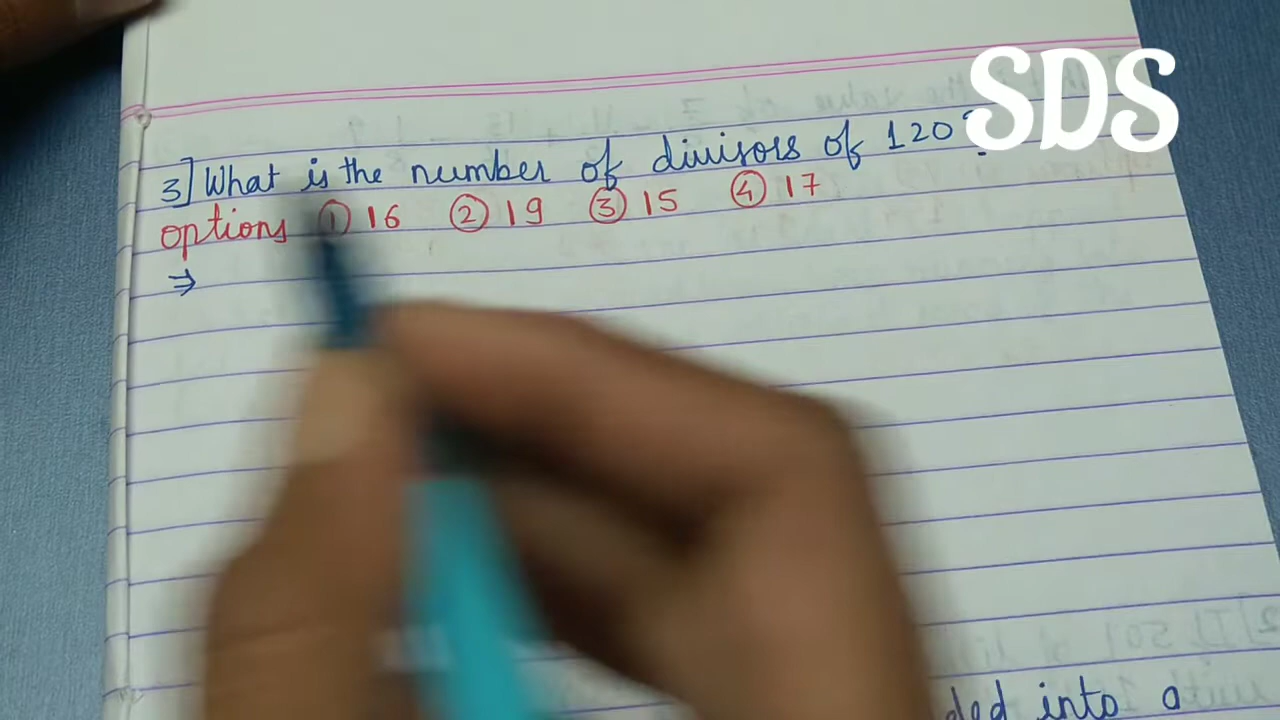 SDS
3] What is the number of divisors of 120?
options ① 16 ② 19 ③ 15 ④ 17
⇒
ded into a